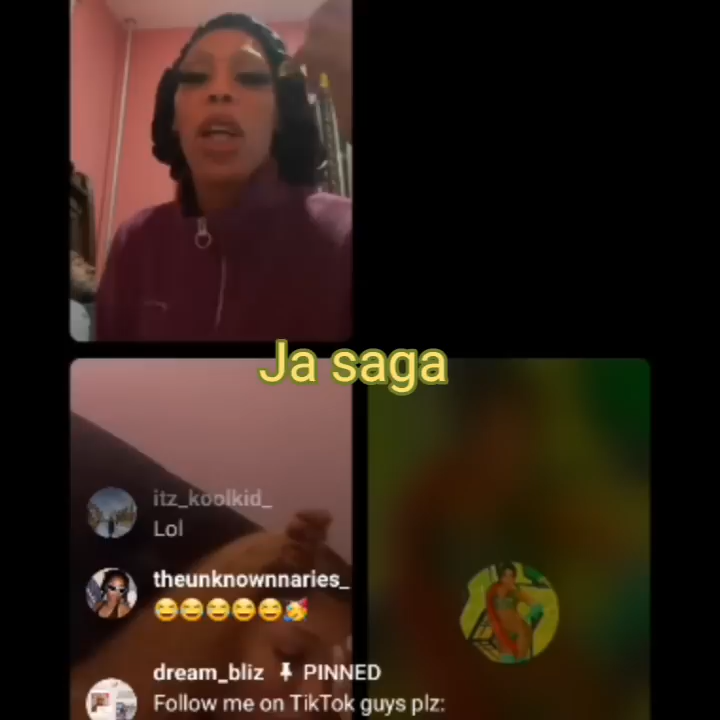 Ja saga
itz_koolkid_
Lol
theunknownnaries_
😂😂😂😂😂🥳
dream_bliz 📌 PINNED
Follow me on TikTok guys plz: